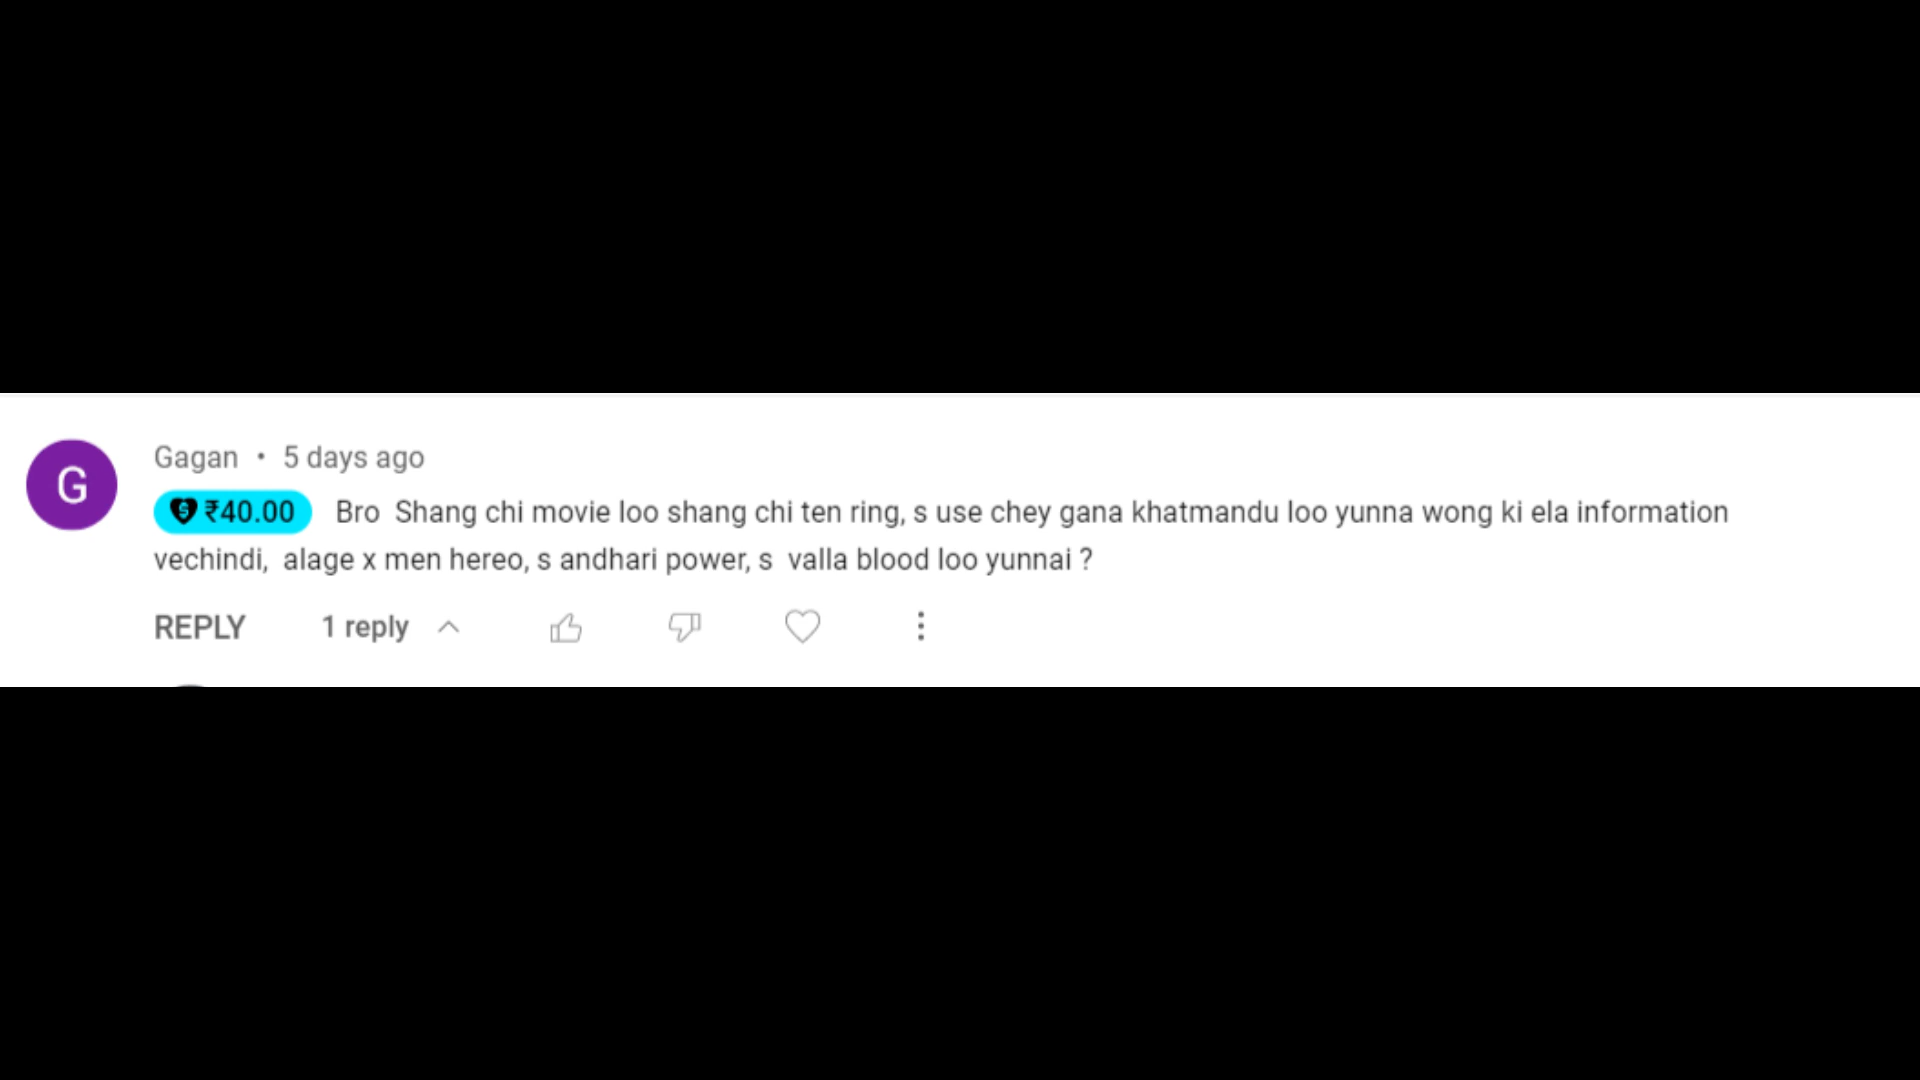 G
Gagan • 5 days ago
₹40.00 Bro Shang chi movie loo shang chi ten ring, s use chey gana khatmandu loo yunna wong ki ela information
vechindi, alage x men hereo, s andhari power, s valla blood loo yunnai ?
REPLY 1 reply